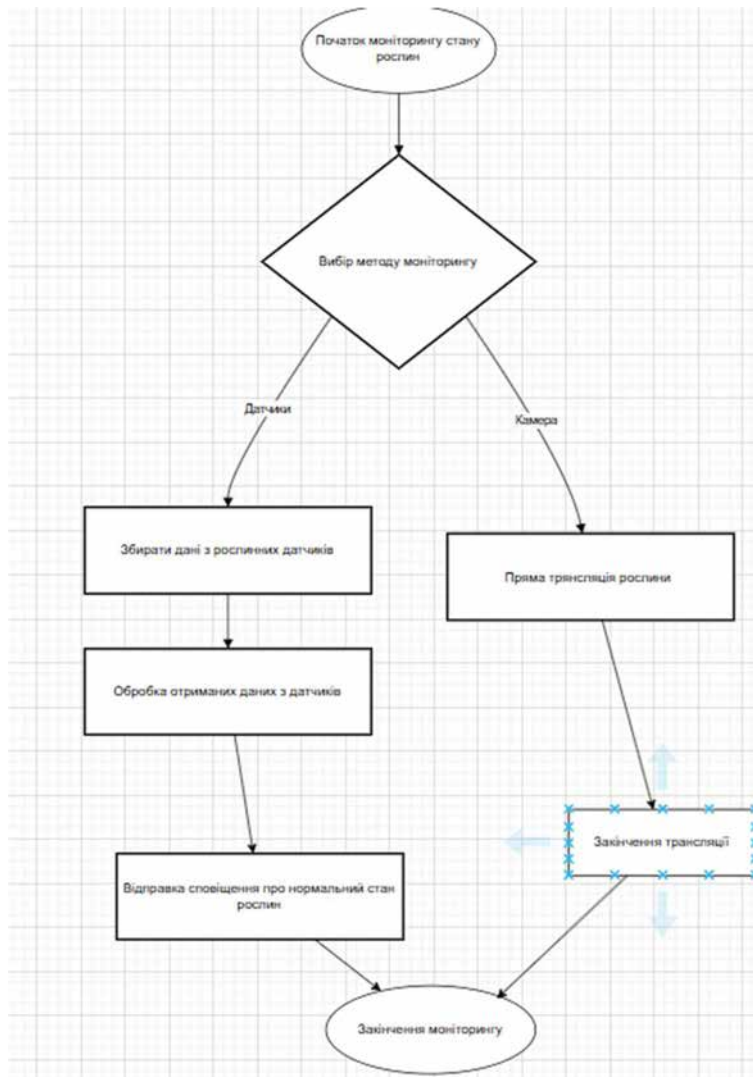 Початок моніторингу стану
рослин
Вибір методу моніторингу
Датчики
Камера
Збирати дані з рослинних датчиків
Пряма трянсляція рослини
Обробка отриманих даних з датчиків
Закінчення трансляції
Відправка сповіщення про нормальний стан
рослин
Закінчення моніторингу